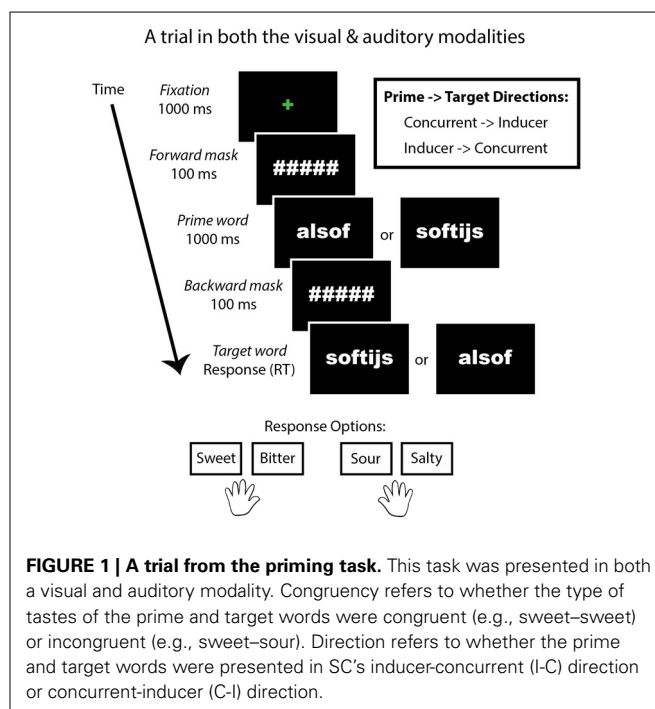 A trial in both the visual & auditory modalities
Time
Fixation
1000 ms
+
Prime -> Target Directions:
Concurrent -> Inducer
Inducer -> Concurrent
Forward mask
100 ms
#####
Prime word
1000 ms
alsof or softijs
Backward mask
100 ms
#####
Target word
Response (RT)
softijs or alsof
Response Options:
Sweet Bitter Sour Salty
FIGURE 1 | A trial from the priming task. This task was presented in both
a visual and auditory modality. Congruency refers to whether the type of
tastes of the prime and target words were congruent (e.g., sweet–sweet)
or incongruent (e.g., sweet–sour). Direction refers to whether the prime
and target words were presented in SC's inducer-concurrent (I-C) direction
or concurrent-inducer (C-I) direction.